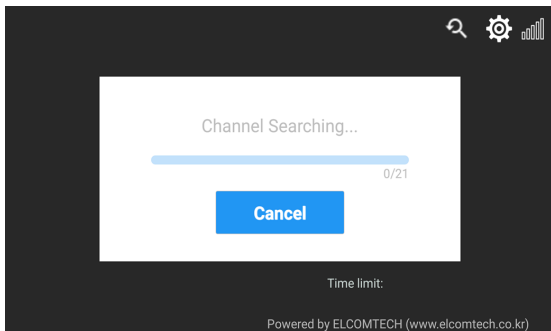 Channel Searching...
0/21
Cancel
Time limit:
Powered by ELCOMTECH (www.elcomtech.co.kr)